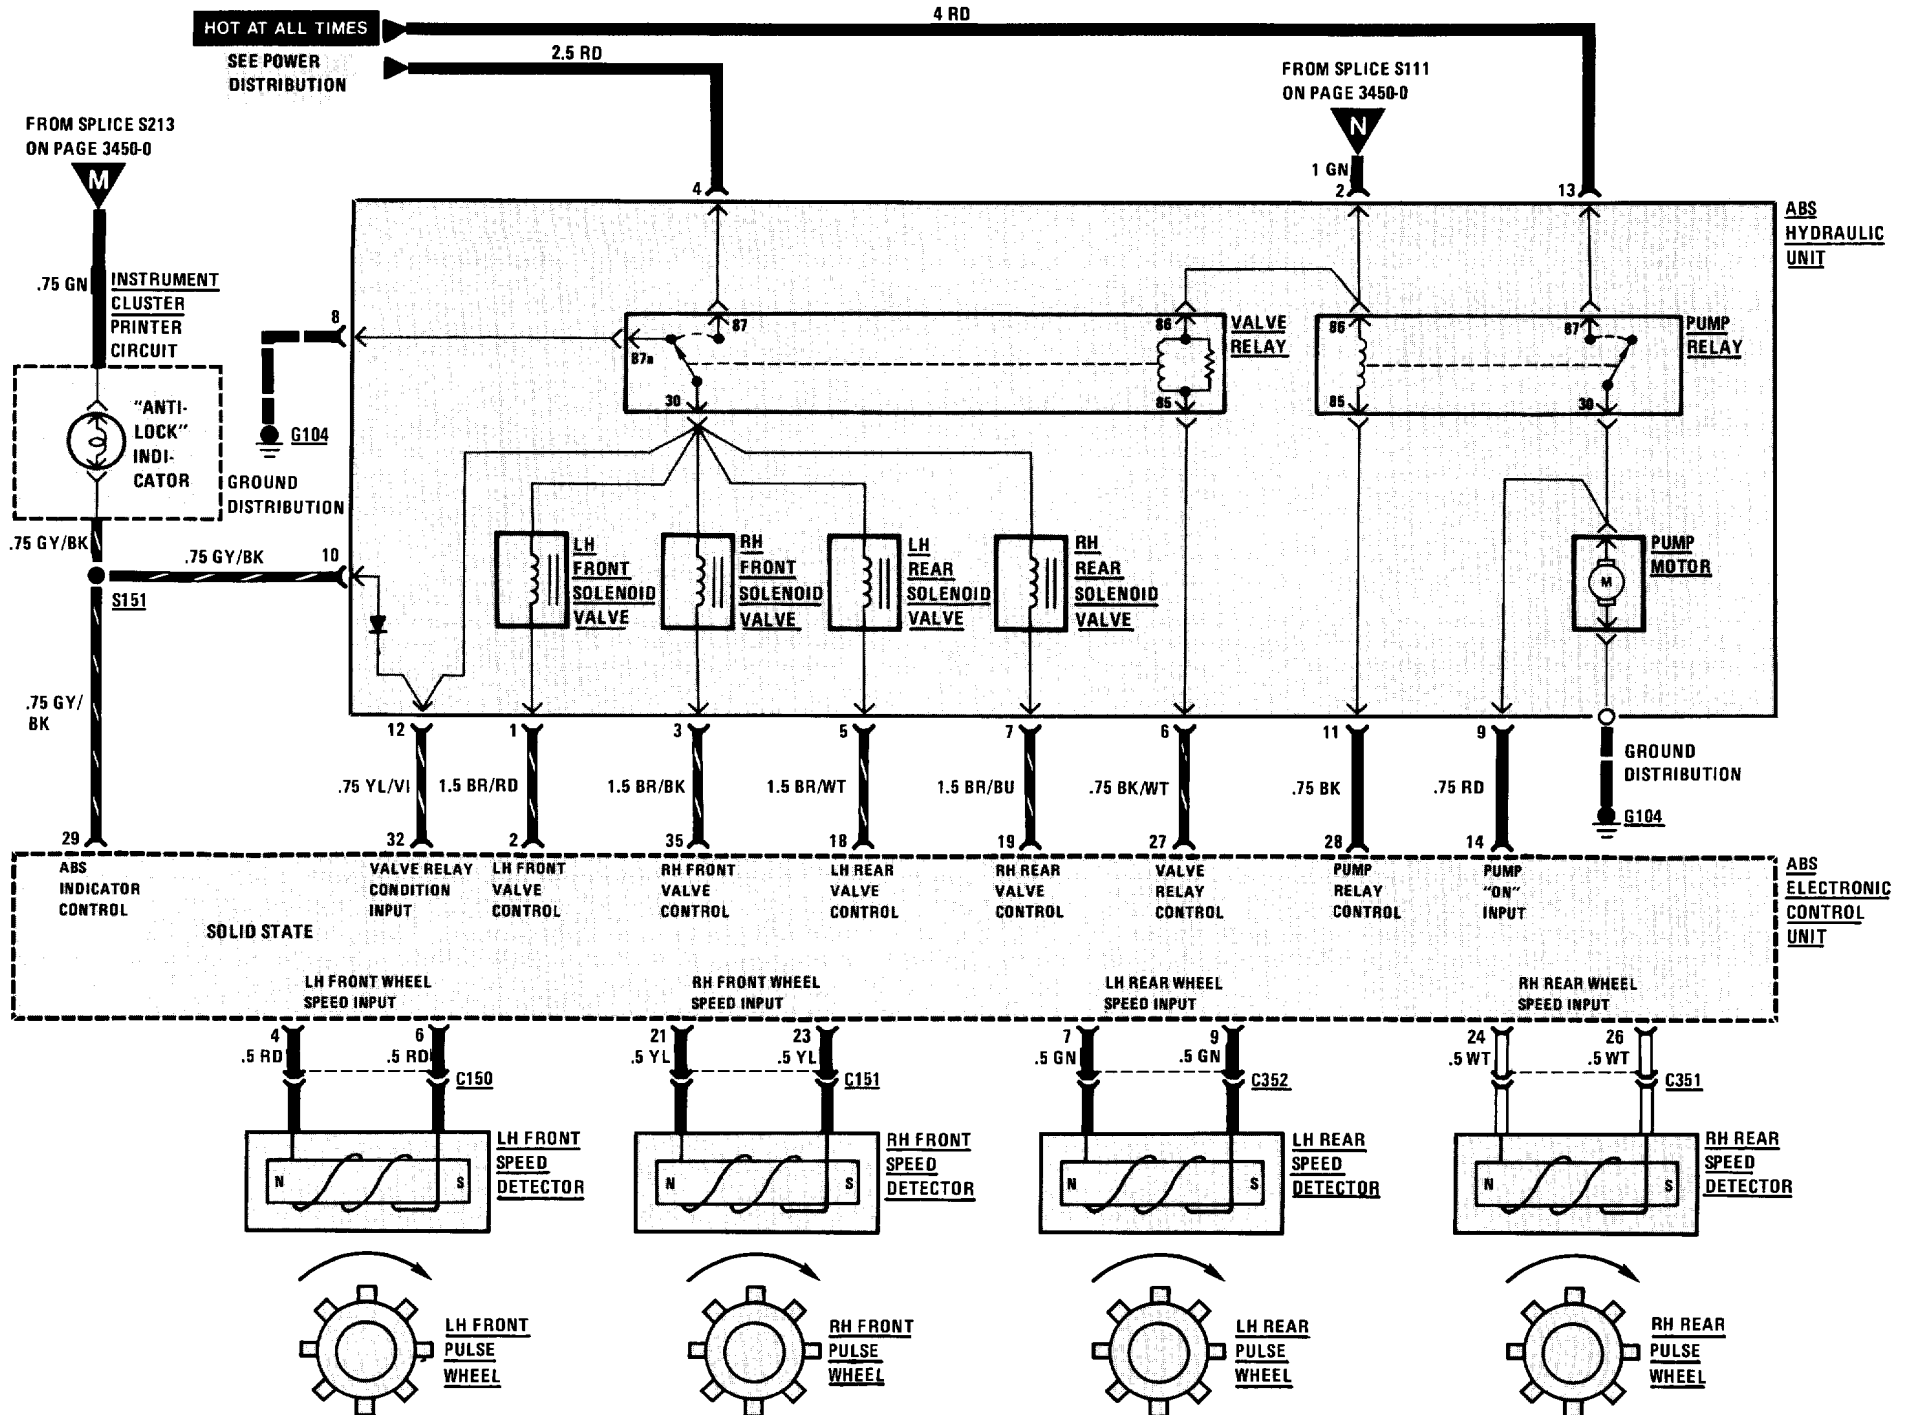 4 RD
HOT AT ALL TIMES
SEE POWER
DISTRIBUTION
2.5 RD
FROM SPLICE S111
ON PAGE 3450-0
N
1 GN
FROM SPLICE S213
ON PAGE 3450-0
M
4
2
13
ABS
HYDRAULIC
UNIT
.75 GN
INSTRUMENT
CLUSTER
PRINTER
CIRCUIT
8
87
87a
30
86
85
VALVE
RELAY
86
85
87
30
PUMP
RELAY
"ANTI-
LOCK"
INDI-
CATOR
G104
GROUND
DISTRIBUTION
.75 GY/BK
.75 GY/BK
10
S151
LH
FRONT
SOLENOID
VALVE
RH
FRONT
SOLENOID
VALVE
LH
REAR
SOLENOID
VALVE
RH
REAR
SOLENOID
VALVE
M
PUMP
MOTOR
.75 GY/
BK
12
1
3
5
7
6
11
9
GROUND
DISTRIBUTION
.75 YL/VI
1.5 BR/RD
1.5 BR/BK
1.5 BR/WT
1.5 BR/BU
.75 BK/WT
.75 BK
.75 RD
G104
29
32
2
35
18
19
27
28
14
ABS
INDICATOR
CONTROL
VALVE RELAY
CONDITION
INPUT
LH FRONT
VALVE
CONTROL
RH FRONT
VALVE
CONTROL
LH REAR
VALVE
CONTROL
RH REAR
VALVE
CONTROL
VALVE
RELAY
CONTROL
PUMP
RELAY
CONTROL
PUMP
"ON"
INPUT
ABS
ELECTRONIC
CONTROL
UNIT
SOLID STATE
LH FRONT WHEEL
SPEED INPUT
RH FRONT WHEEL
SPEED INPUT
LH REAR WHEEL
SPEED INPUT
RH REAR WHEEL
SPEED INPUT
4
6
21
23
7
9
24
26
.5 RD
.5 RD
.5 YL
.5 YL
.5 GN
.5 GN
.5 WT
.5 WT
C150
C151
C352
C351
N
S
LH FRONT
SPEED
DETECTOR
N
S
RH FRONT
SPEED
DETECTOR
N
S
LH REAR
SPEED
DETECTOR
N
S
RH REAR
SPEED
DETECTOR
LH FRONT
PULSE
WHEEL
RH FRONT
PULSE
WHEEL
LH REAR
PULSE
WHEEL
RH REAR
PULSE
WHEEL